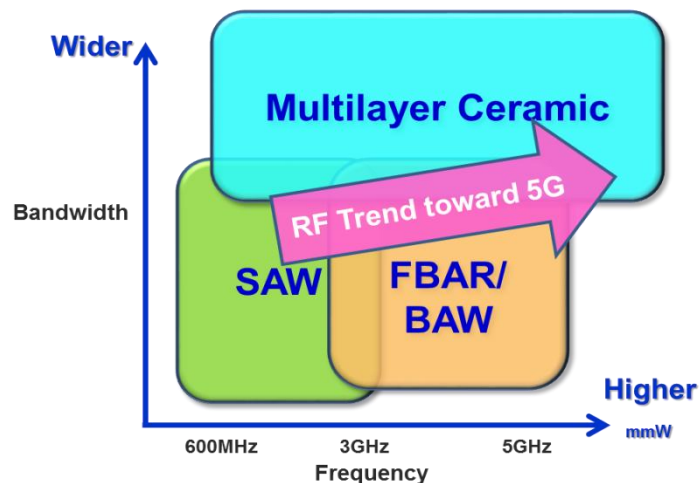 Wider
Multilayer Ceramic
Bandwidth
RF Trend toward 5G
SAW
FBAR/
BAW
Higher
mmW
600MHz
3GHz
5GHz
Frequency